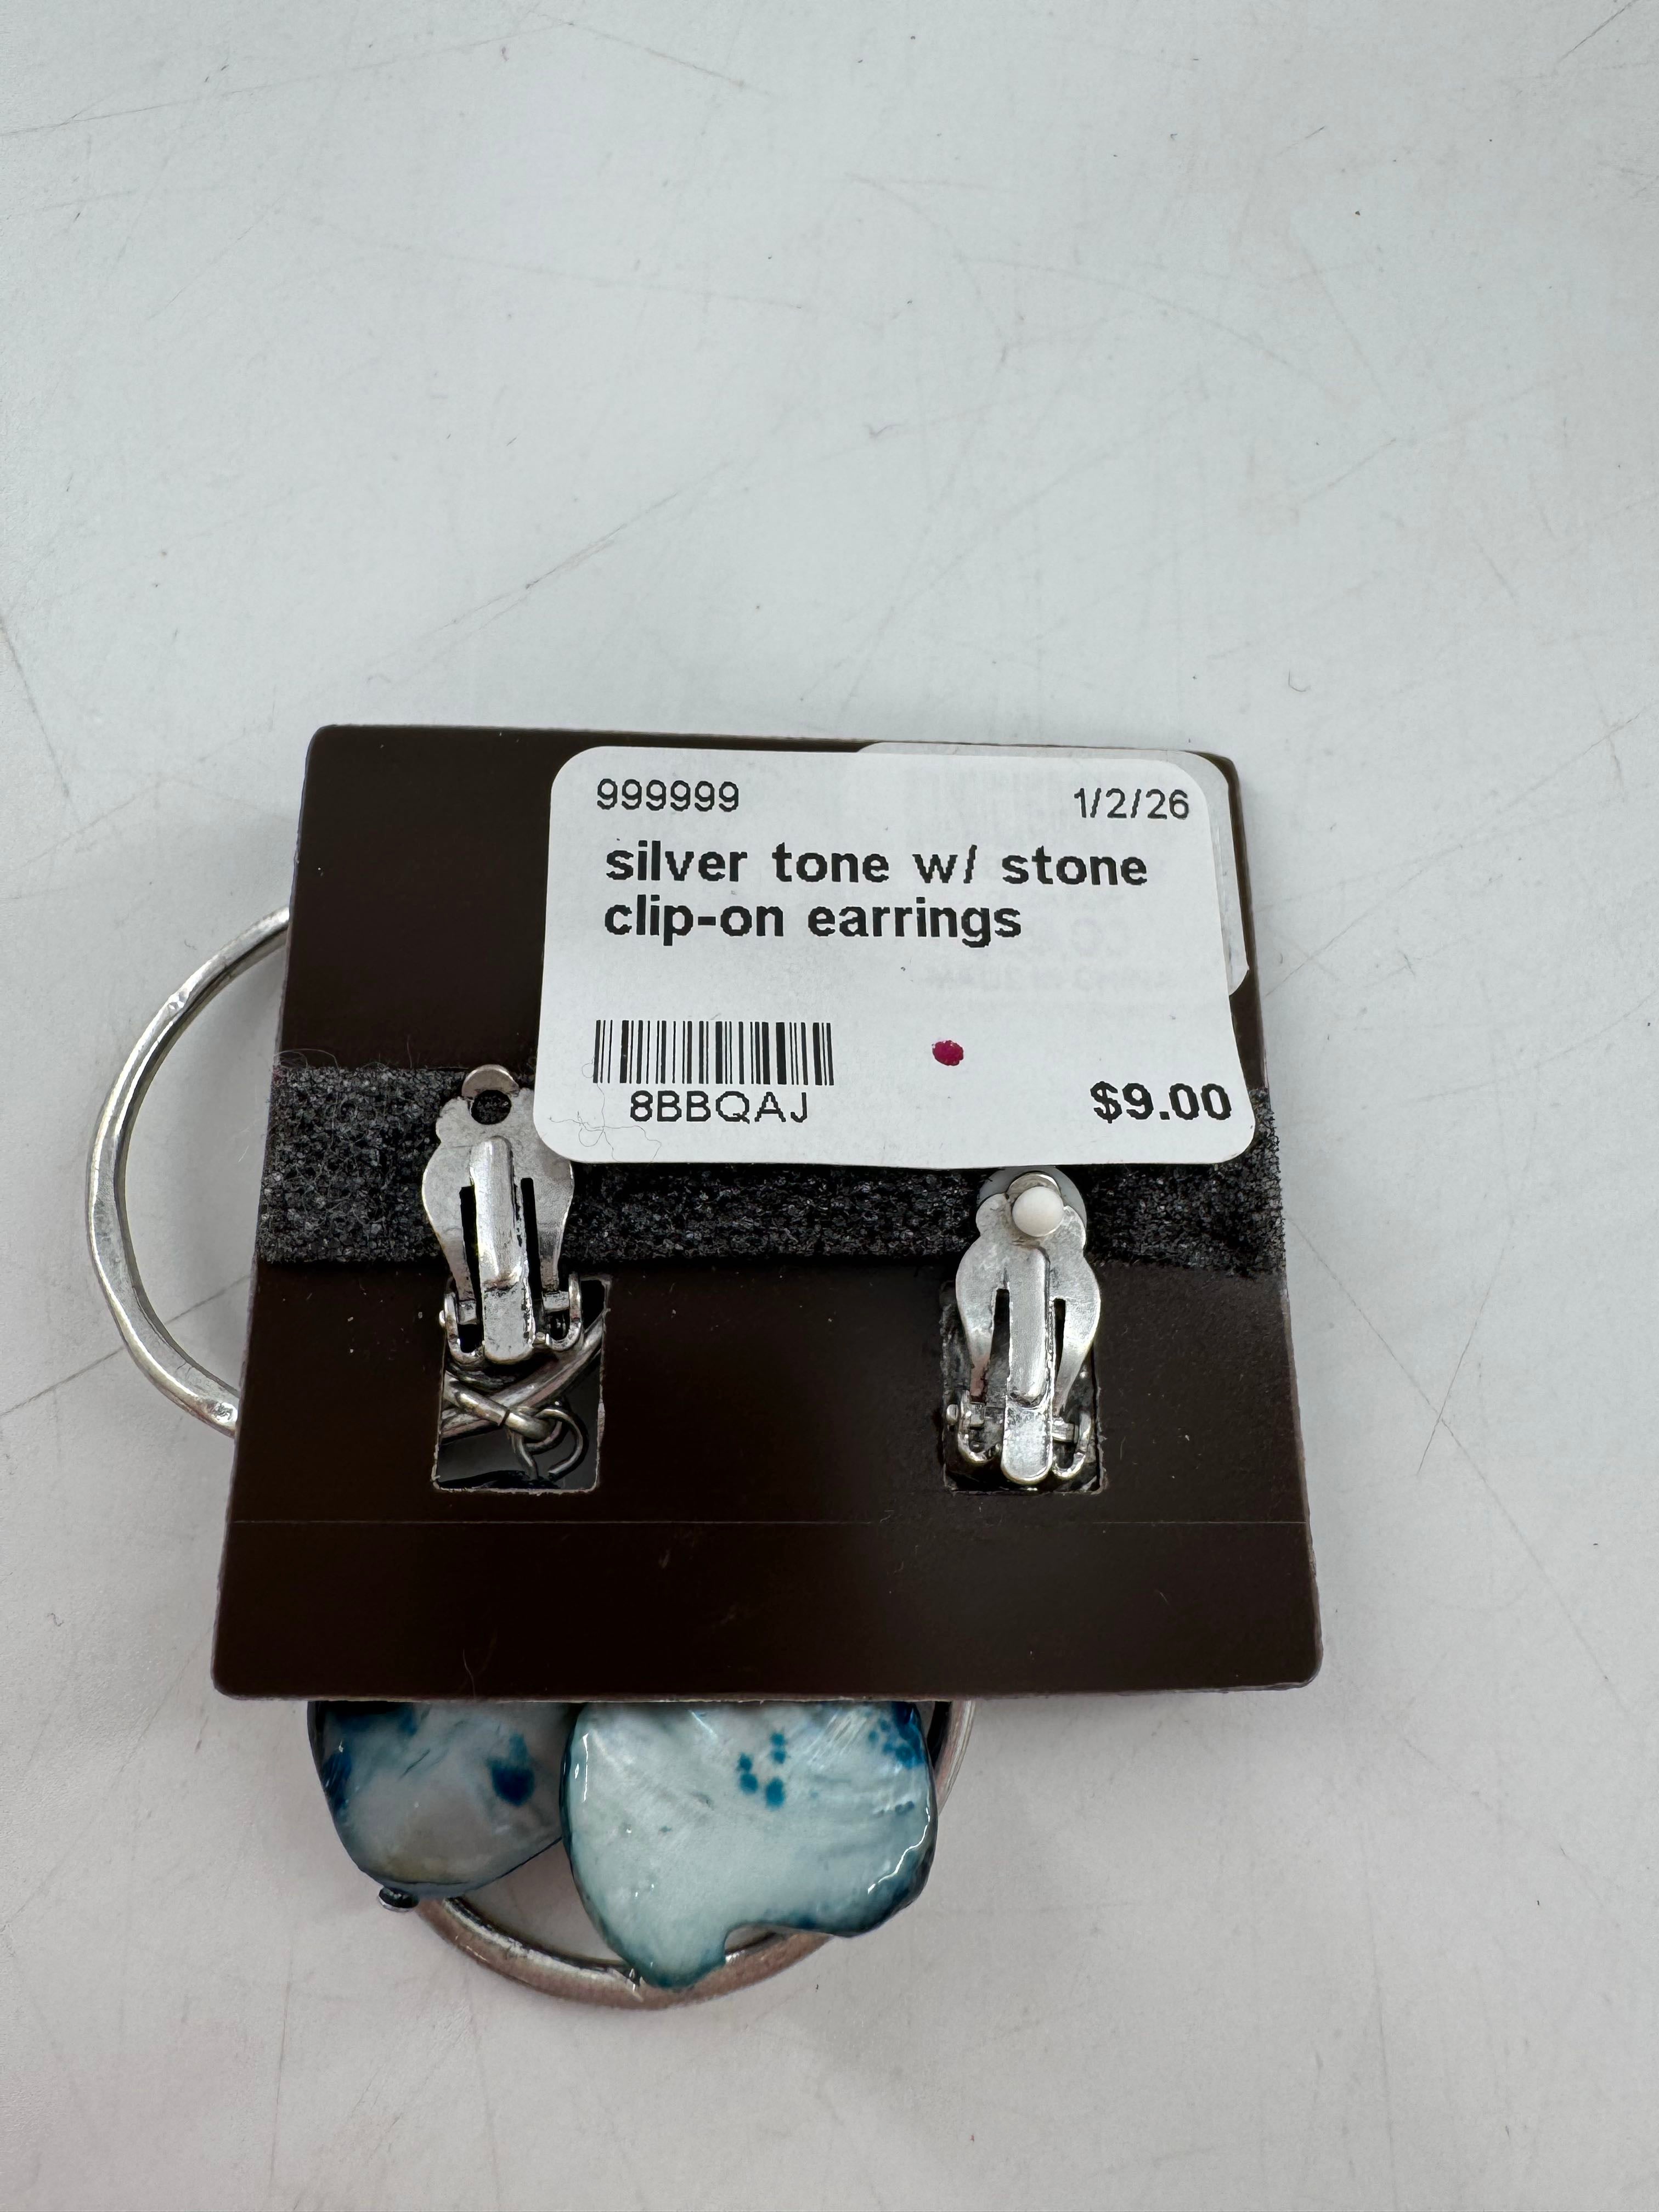 999999 1/2/26
silver tone w/ stone
clip-on earrings
8BBQAJ $9.00